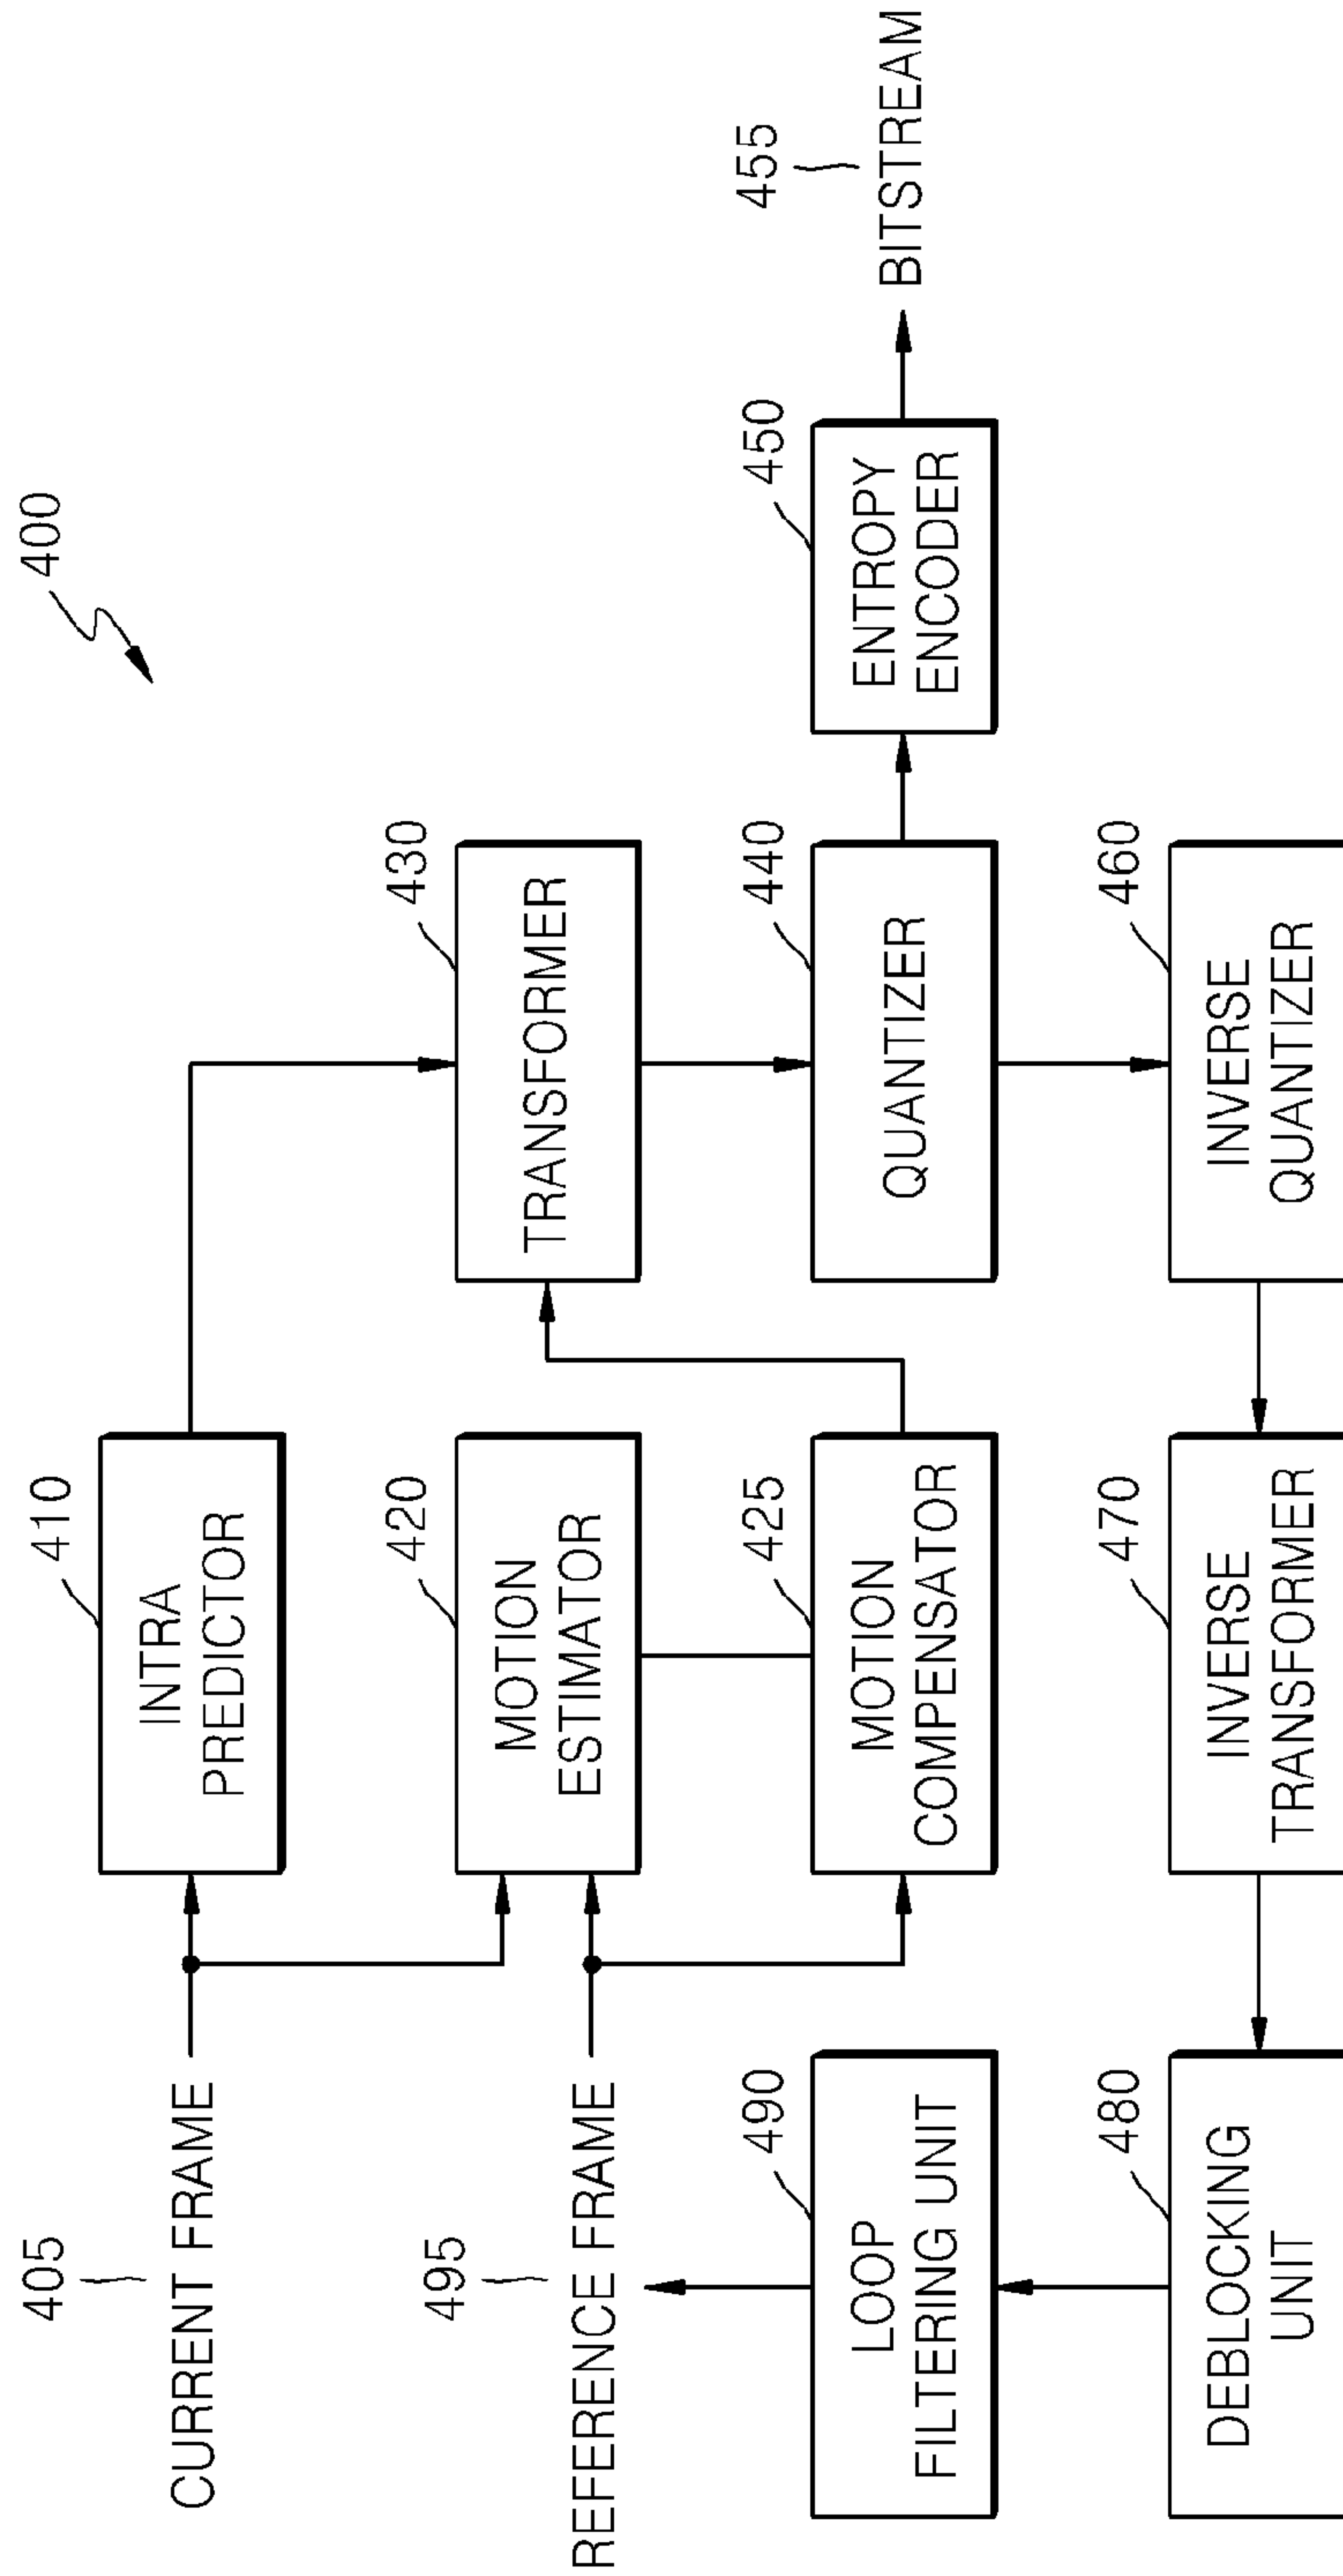 400
405
CURRENT FRAME
410
INTRA
PREDICTOR
495
REFERENCE FRAME
420
MOTION
ESTIMATOR
430
TRANSFORMER
490
LOOP
FILTERING UNIT
425
MOTION
COMPENSATOR
440
QUANTIZER
450
ENTROPY
ENCODER
455
BITSTREAM
480
DEBLOCKING
UNIT
470
INVERSE
TRANSFORMER
460
INVERSE
QUANTIZER